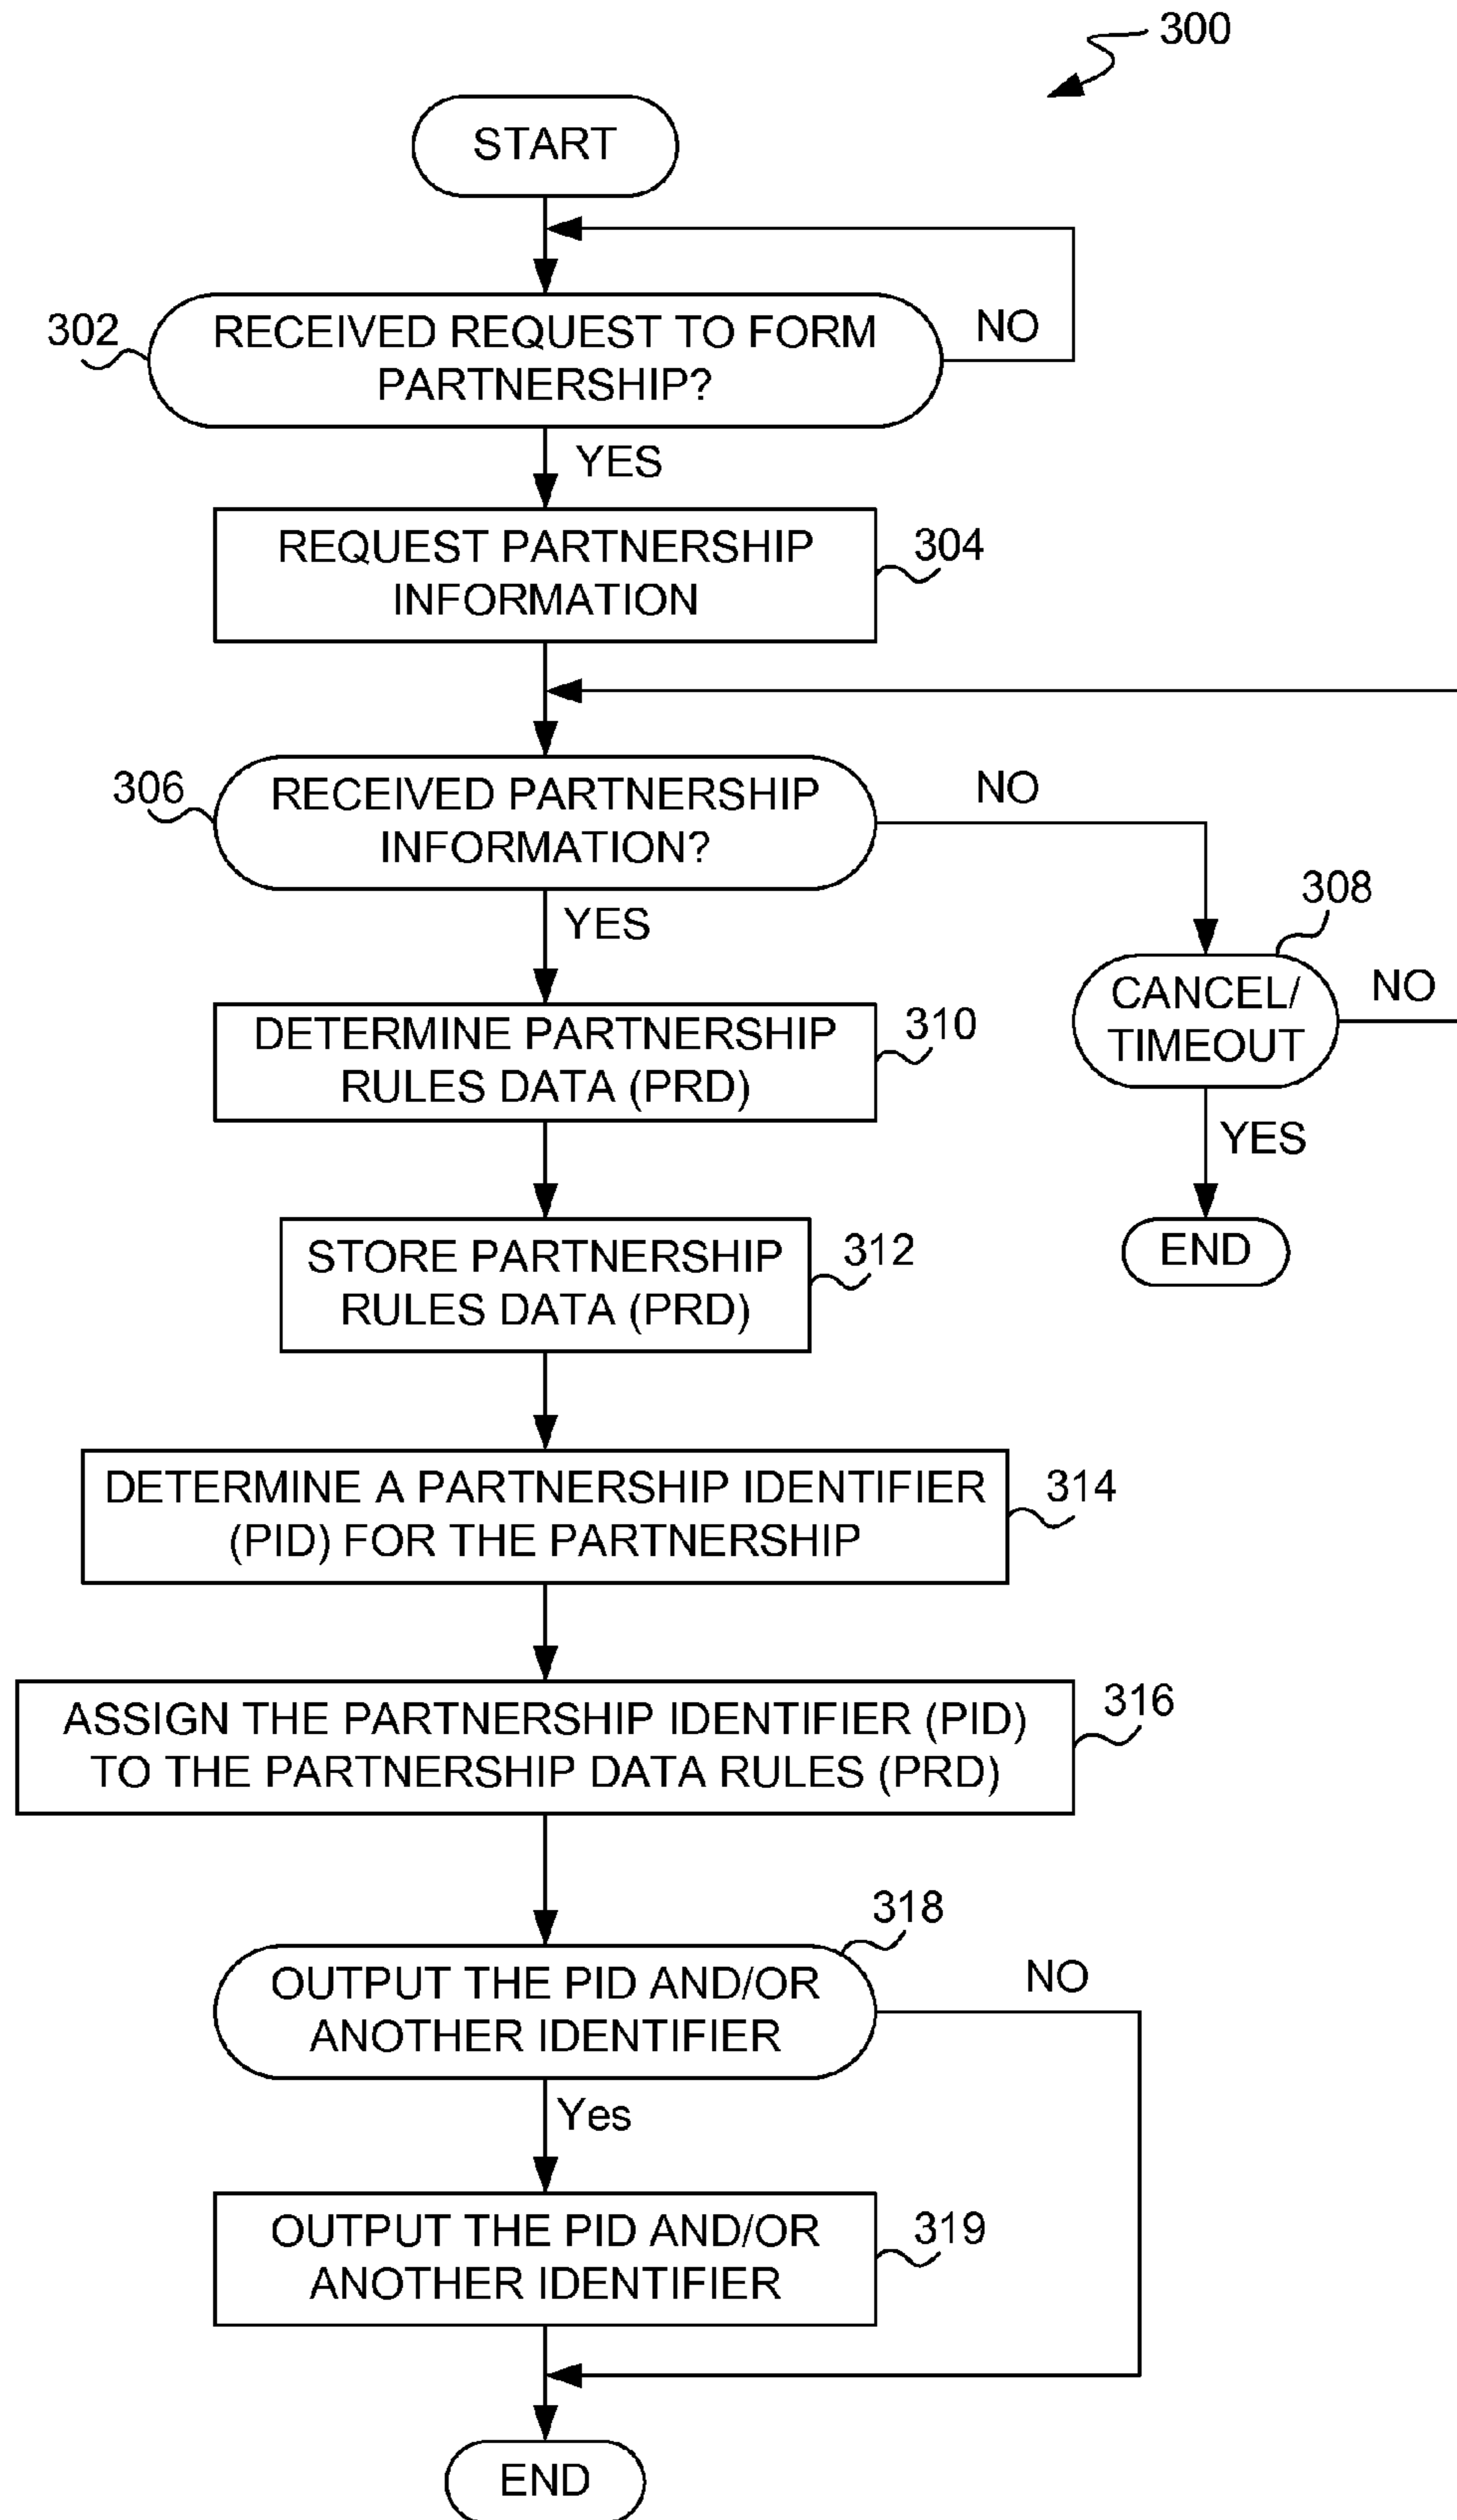 300
START
302
RECEIVED REQUEST TO FORM
PARTNERSHIP?
NO
YES
REQUEST PARTNERSHIP
INFORMATION
304
306
RECEIVED PARTNERSHIP
INFORMATION?
NO
YES
308
CANCEL/
TIMEOUT
NO
YES
END
DETERMINE PARTNERSHIP
RULES DATA (PRD)
310
STORE PARTNERSHIP
RULES DATA (PRD)
312
DETERMINE A PARTNERSHIP IDENTIFIER
(PID) FOR THE PARTNERSHIP
314
ASSIGN THE PARTNERSHIP IDENTIFIER (PID)
TO THE PARTNERSHIP DATA RULES (PRD)
316
318
OUTPUT THE PID AND/OR
ANOTHER IDENTIFIER
NO
Yes
OUTPUT THE PID AND/OR
ANOTHER IDENTIFIER
319
END